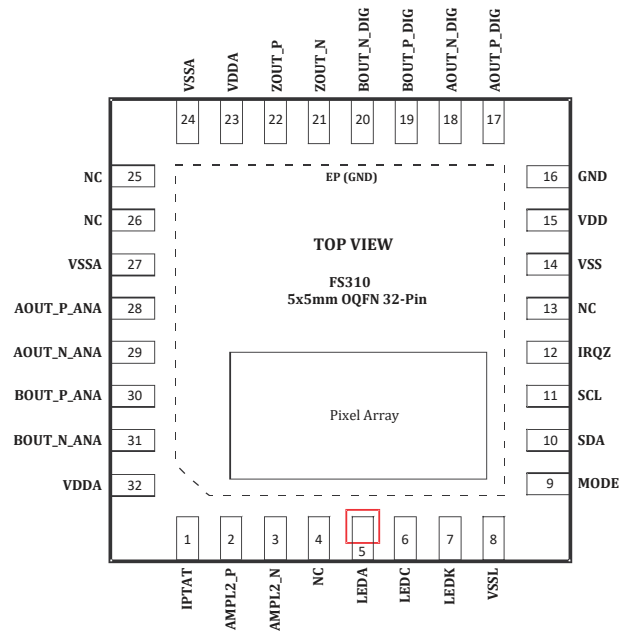 VSSA
VDDA
ZOUT_P
ZOUT_N
BOUT_N_DIG
BOUT_P_DIG
AOUT_N_DIG
AOUT_P_DIG
24 23 22 21 20 19 18 17
NC 25
EP (GND)
16 GND
NC 26
15 VDD
VSSA 27
TOP VIEW
14 VSS
FS310
5x5mm OQFN 32-Pin
AOUT_P_ANA 28
13 NC
AOUT_N_ANA 29
12 IRQZ
BOUT_P_ANA 30
Pixel Array
11 SCL
BOUT_N_ANA 31
10 SDA
VDDA 32
9 MODE
1 2 3 4 5 6 7 8
IPTAT
AMPL2_P
AMPL2_N
NC
LEDA
LEDC
LEDK
VSSL